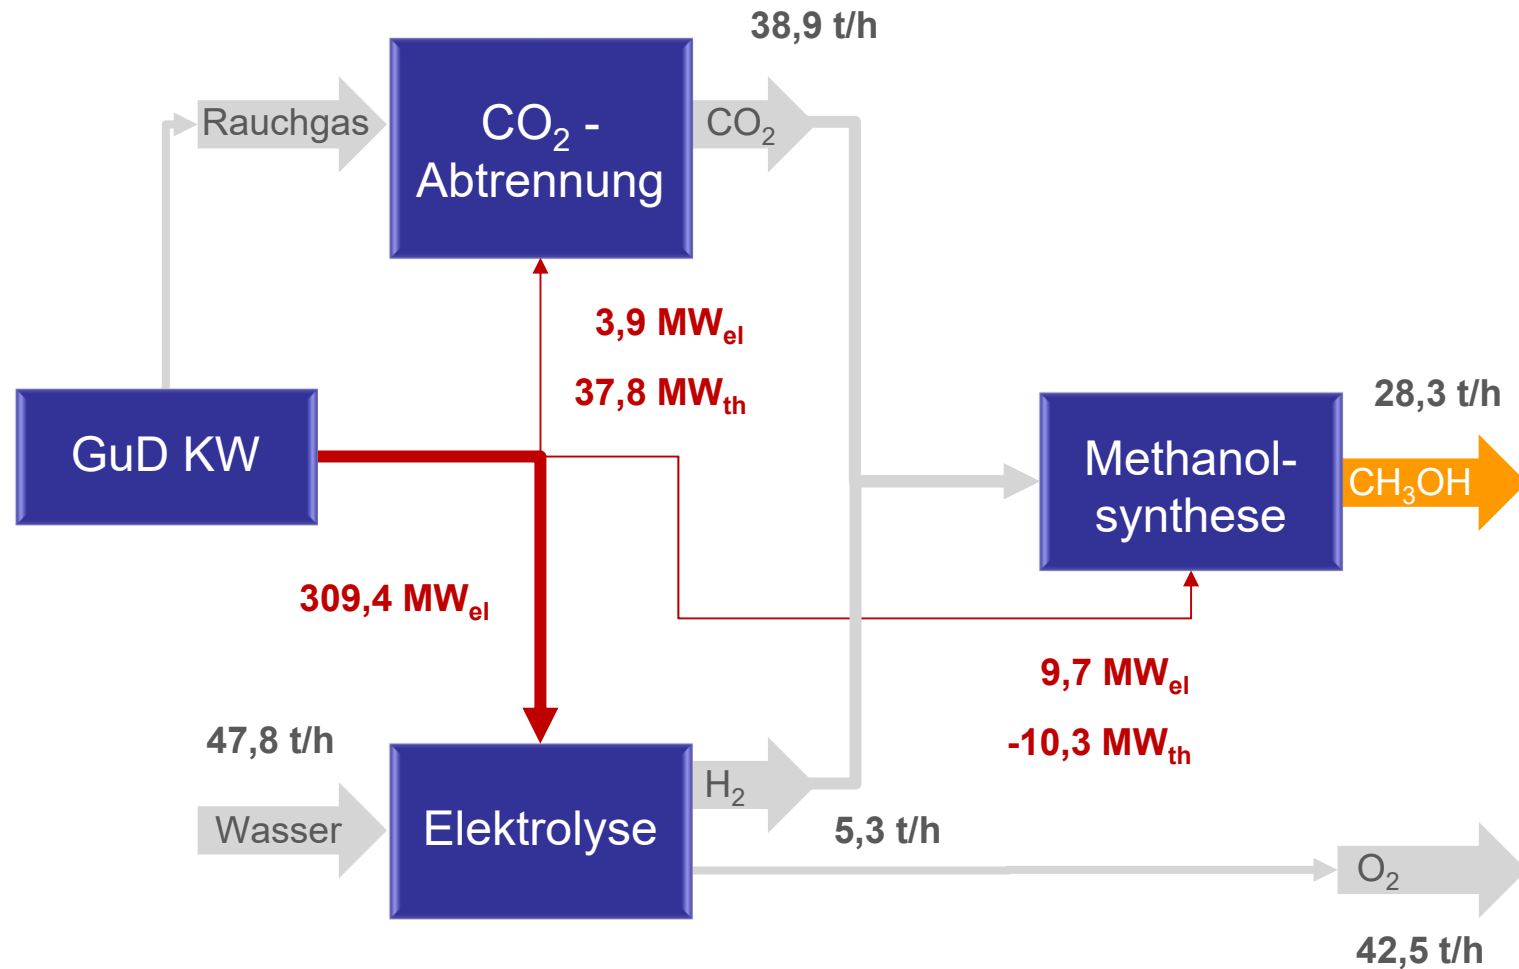 38,9 t/h
Rauchgas
CO₂ -
Abtrennung
CO₂
3,9 MWₑₗ
37,8 MWₜₕ
GuD KW
28,3 t/h
Methanol-
synthese
CH₃OH
309,4 MWₑₗ
9,7 MWₑₗ
-10,3 MWₜₕ
47,8 t/h
Wasser
Elektrolyse
H₂
5,3 t/h
O₂
42,5 t/h